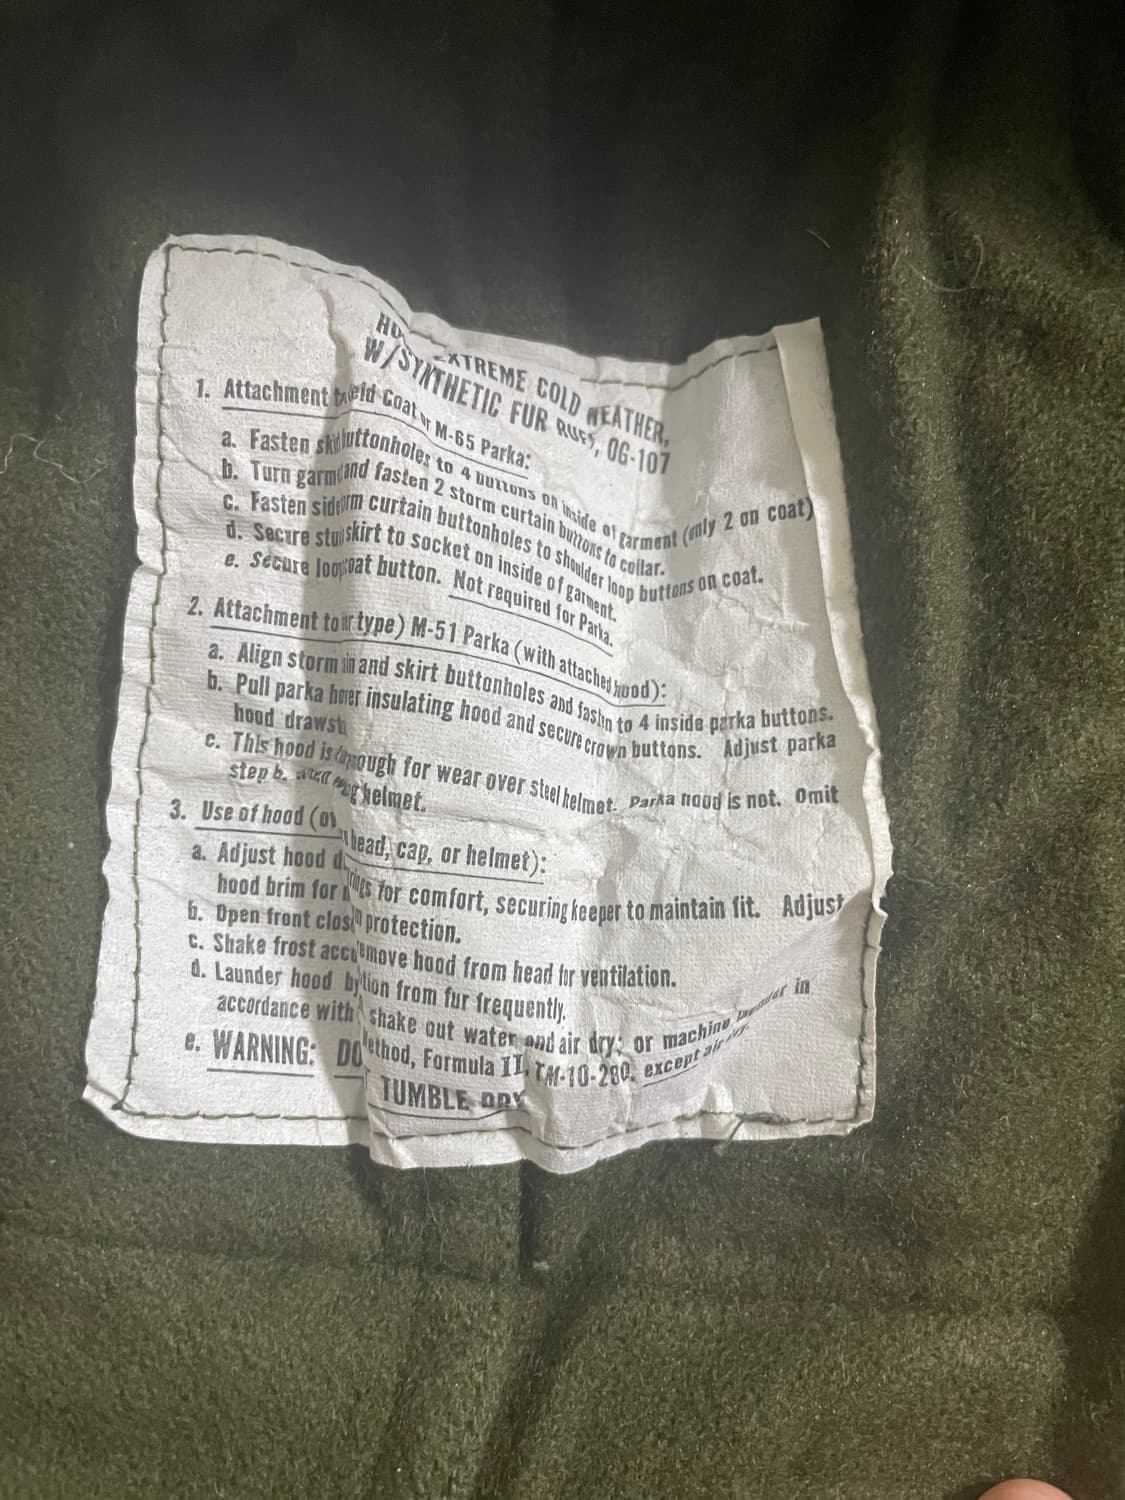 EXTREME COLD WEATHER,
W/SYNTHETIC FUR RUFF, OG-107
1. Attachment Coat or M-65 Parka:
a. Fasten buttonholes to 4 buttons on inside of garment (only 2 on coat)
b. Turn and fasten 2 storm curtain buttons to collar.
c. Fasten curtain buttonholes to shoulder loop buttons on coat.
d. Secure skirt to socket on inside of garment.
e. Secure button. Not required for Parka.
2. Attachment to type) M-51 Parka (with attached hood):
a. Align storm and skirt buttonholes and to 4 inside parka buttons.
b. Pull parka insulating hood and secure crown buttons. Adjust parka
hood
c. This hood is for wear over steel helmet. Parka hood is not. Omit
step b. helmet.
3. Use of hood head, cap, or helmet):
a. Adjust hood for comfort, securing keeper to maintain fit. Adjust
hood brim for protection.
b. Open front hood from head for ventilation.
c. Shake frost from fur frequently.
d. Launder hood by shake out water and air dry; or machine in
accordance with Formula II, TM-10-280, except air
e. WARNING: DO TUMBLE DRY